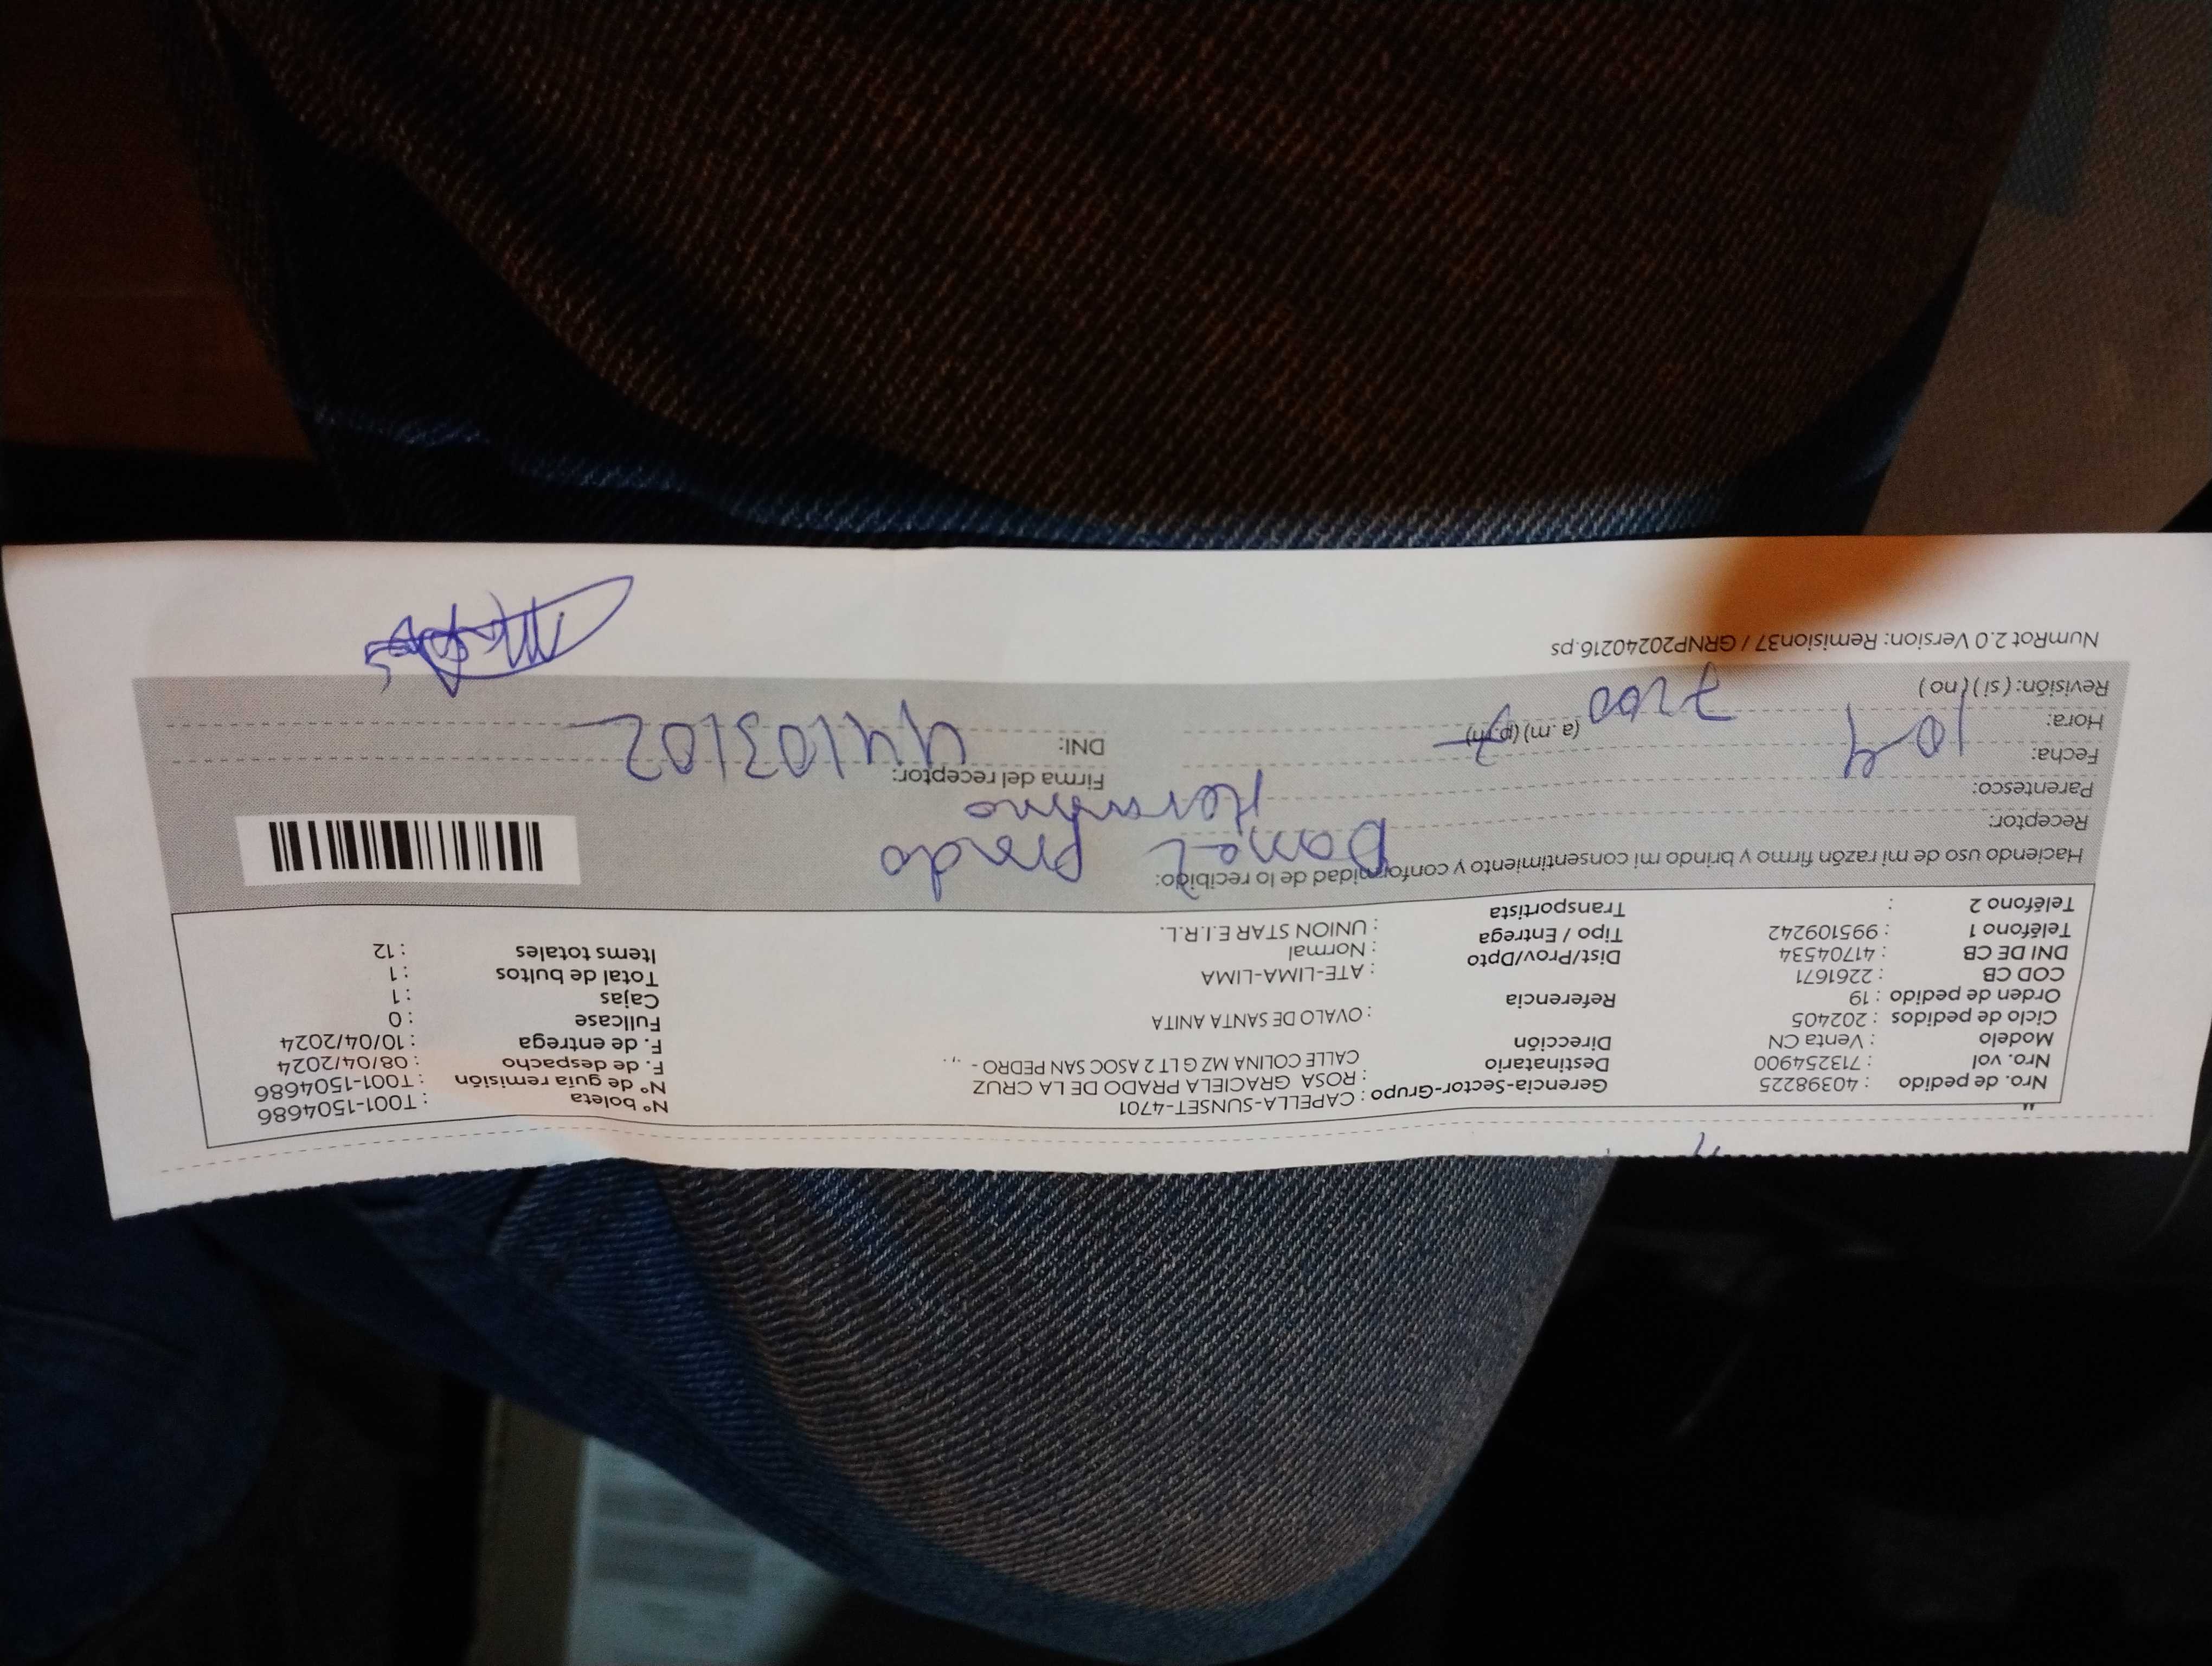 Nro. de pedido : 40398225 Gerencia-Sector-Grupo : CAPELLA-SUNSET-4701 N° boleta : T001-1504686
Nro. vol : 713254900 Destinatario : ROSA GRACIELA PRADO DE LA CRUZ N° de guía remisión : T001-1504686
Modelo : Venta CN Dirección CALLE COLINA MZ G LT 2 ASOC SAN PEDRO - ., F. de despacho : 08/04/2024
Ciclo de pedidos : 202405 F. de entrega : 10/04/2024
Orden de pedido : 19 Referencia : OVALO DE SANTA ANITA Fullcase : 0
COD CB : 2261671 Cajas : 1
DNI DE CB : 41704534 Dist/Prov/Dpto : ATE-LIMA-LIMA Total de bultos : 1
Teléfono 1 : 995109242 Tipo / Entrega : Normal Items totales : 12
Teléfono 2 : Transportista : UNION STAR E.I.R.L.
Haciendo uso de mi razón firmo y brindo mi consentimiento y conformidad de lo recibido:
Receptor: Daniel Prado
Parentesco: Hermano
Fecha: 10-4 Firma del receptor:
Hora: 7:00 (a.m) (p.m) DNI: 44103102
Revisión: (si) (no)
NumRot 2.0 Version: Remision37 / GRNP20240216.ps